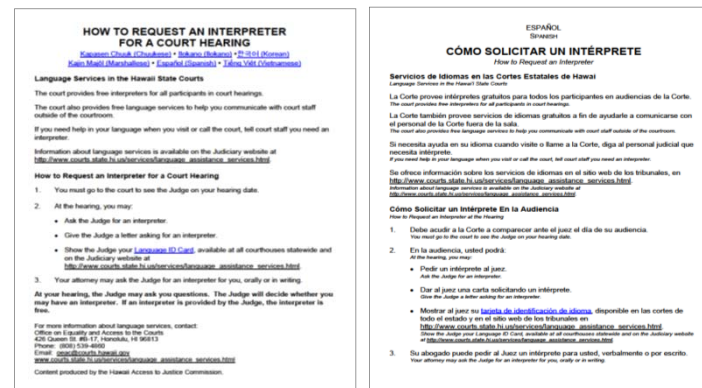 HOW TO REQUEST AN INTERPRETER
FOR A COURT HEARING
Kapasen Chuuk (Chuukese) • Ilokano (Ilokano) • 한국어 (Korean)
Kajin Majôl (Marshallese) • Español (Spanish) • Tiếng Việt (Vietnamese)
Language Services in the Hawaii State Courts
The court provides free interpreters for all participants in court hearings.
The court also provides free language services to help you communicate with court staff
outside of the courtroom.
If you need help in your language when you visit or call the court, tell court staff you need an
interpreter.
Information about language services is available on the Judiciary website at
http://www.courts.state.hi.us/services/language_assistance_services.html.
How to Request an Interpreter for a Court Hearing
1. You must go to the court to see the Judge on your hearing date.
2. At the hearing, you may:
• Ask the Judge for an interpreter.
• Give the Judge a letter asking for an interpreter.
• Show the Judge your Language ID Card, available at all courthouses statewide and
on the Judiciary website at
http://www.courts.state.hi.us/services/language_assistance_services.html.
3. Your attorney may ask the Judge for an interpreter for you, orally or in writing.
At your hearing, the Judge may ask you questions. The Judge will decide whether you
may have an interpreter. If an interpreter is provided by the Judge, the interpreter is
free.
For more information about language services, contact:
Office on Equality and Access to the Courts
426 Queen St. #B-17, Honolulu, HI 96813
Phone: (808) 539-4860
Email: oeac@courts.hawaii.gov
www.courts.state.hi.us/services/language_assistance_services.html
Content produced by the Hawaii Access to Justice Commission.
ESPAÑOL
SPANISH
CÓMO SOLICITAR UN INTÉRPRETE
How to Request an Interpreter
Servicios de Idiomas en las Cortes Estatales de Hawai
Language Services in the Hawai'i State Courts
La Corte provee intérpretes gratuitos para todos los participantes en audiencias de la Corte.
The court provides free interpreters for all participants in court hearings.
La Corte también provee servicios de idiomas gratuitos a fin de ayudarle a comunicarse con
el personal de la Corte fuera de la sala.
The court also provides free language services to help you communicate with court staff outside of the courtroom.
Si necesita ayuda en su idioma cuando visite o llame a la Corte, diga al personal judicial que
necesita intérprete.
If you need help in your language when you visit or call the court, tell court staff you need an interpreter.
Se ofrece información sobre los servicios de idiomas en el sitio web de los tribunales, en
http://www.courts.state.hi.us/services/language_assistance_services.html.
Information about language services is available on the Judiciary website at
http://www.courts.state.hi.us/services/language_assistance_services.html.
Cómo Solicitar un Intérprete En la Audiencia
How to Request an Interpreter at the Hearing
1. Debe acudir a la Corte a comparecer ante el juez el día de su audiencia.
You must go to the court to see the Judge on your hearing date.
2. En la audiencia, usted podrá:
At the hearing, you may:
• Pedir un intérprete al juez.
Ask the Judge for an interpreter.
• Dar al juez una carta solicitando un intérprete.
Give the Judge a letter asking for an interpreter.
• Mostrar al juez su tarjeta de identificación de idioma, disponible en las cortes de
todo el estado y en el sitio web de los tribunales en
http://www.courts.state.hi.us/services/language_assistance_services.html.
Show the Judge your Language ID Card, available at all courthouses statewide and on the Judiciary website
at http://www.courts.state.hi.us/services/language_assistance_services.html.
3. Su abogado puede pedir al Juez un intérprete para usted, verbalmente o por escrito.
Your attorney may ask the Judge for an interpreter for you, orally or in writing.